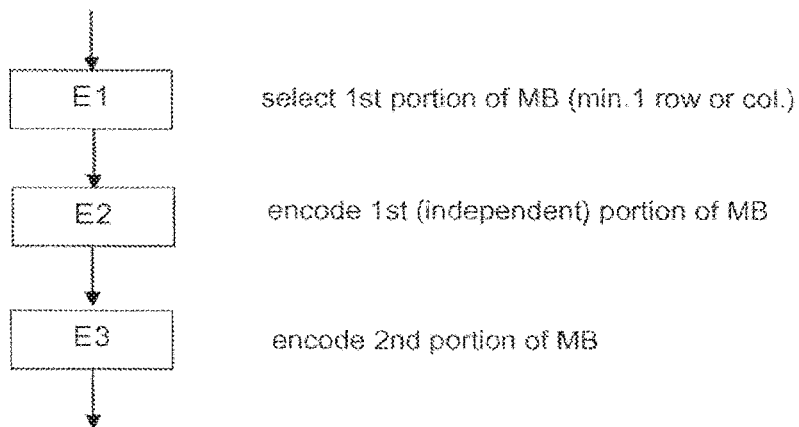 E1 select 1st portion of MB (min.1 row or col.)
E2 encode 1st (independent) portion of MB
E3 encode 2nd portion of MB